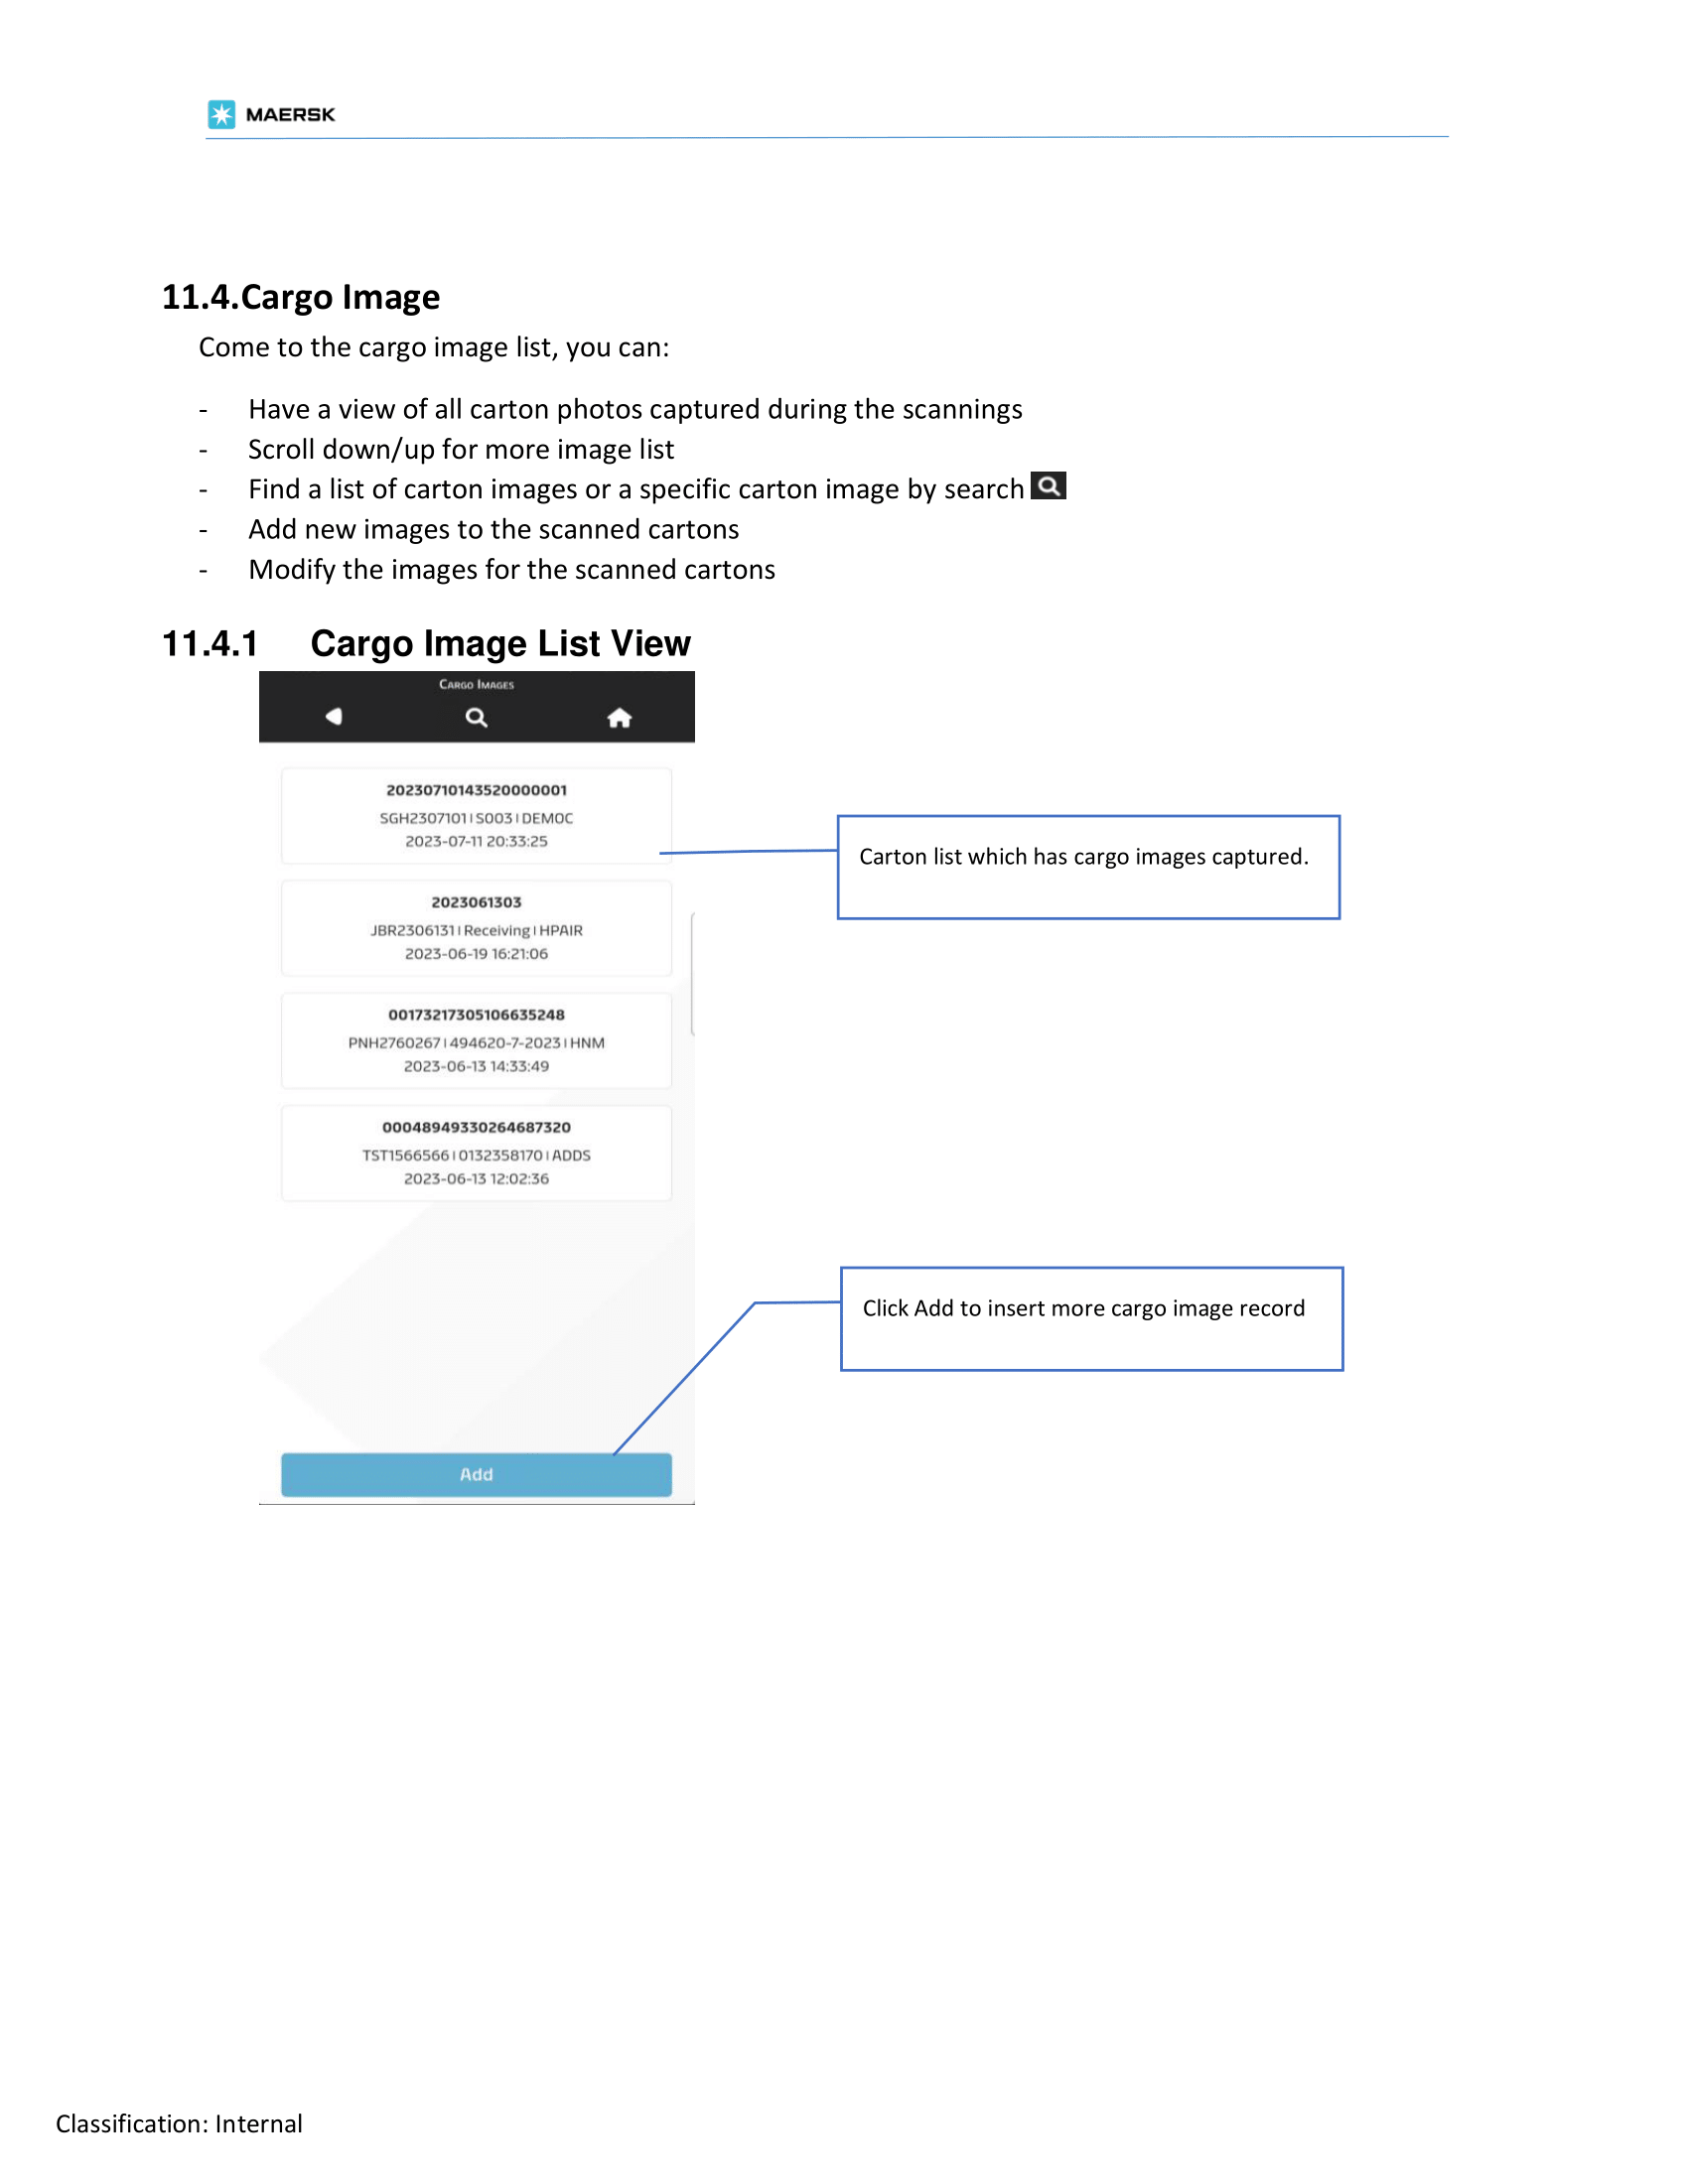 MAERSK
11.4.Cargo Image
Come to the cargo image list, you can:
- Have a view of all carton photos captured during the scannings
- Scroll down/up for more image list
- Find a list of carton images or a specific carton image by search
- Add new images to the scanned cartons
- Modify the images for the scanned cartons
11.4.1 Cargo Image List View
Cargo Images
20230710143520000001
SGH2307101 | S003 | DEMOC
2023-07-11 20:33:25
Carton list which has cargo images captured.
2023061303
JBR2306131 | Receiving | HPAIR
2023-06-19 16:21:06
00173217305106635248
PNH2760267 | 494620-7-2023 | HNM
2023-06-13 14:33:49
00048949330264687320
TST1566566 | 0132358170 | ADDS
2023-06-13 12:02:36
Click Add to insert more cargo image record
Add
Classification: Internal